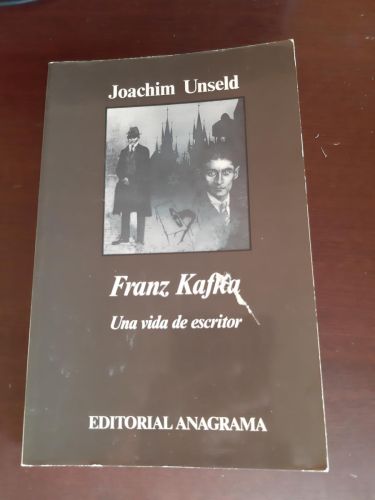 Joachim Unseld
Franz Kafka
Una vida de escritor
EDITORIAL ANAGRAMA